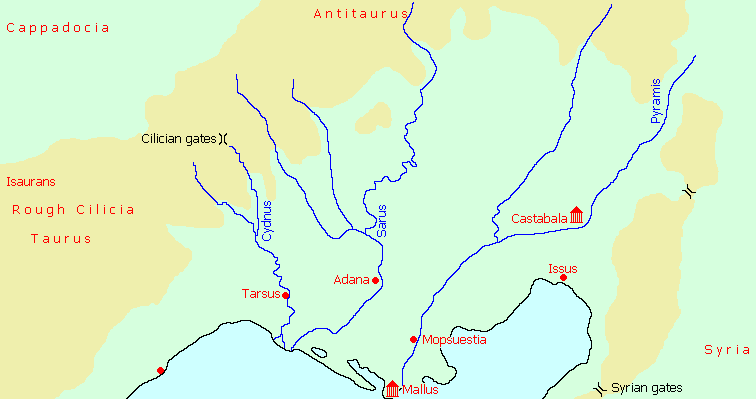 Antitaurus
Cappadocia
Pyramis
Cilician gates
Isaurans
Rough Cilicia
Taurus
Cydnus
Sarus
Castabala
Issus
Adana
Tarsus
Mopsuestia
Syria
Mallus
Syrian gates